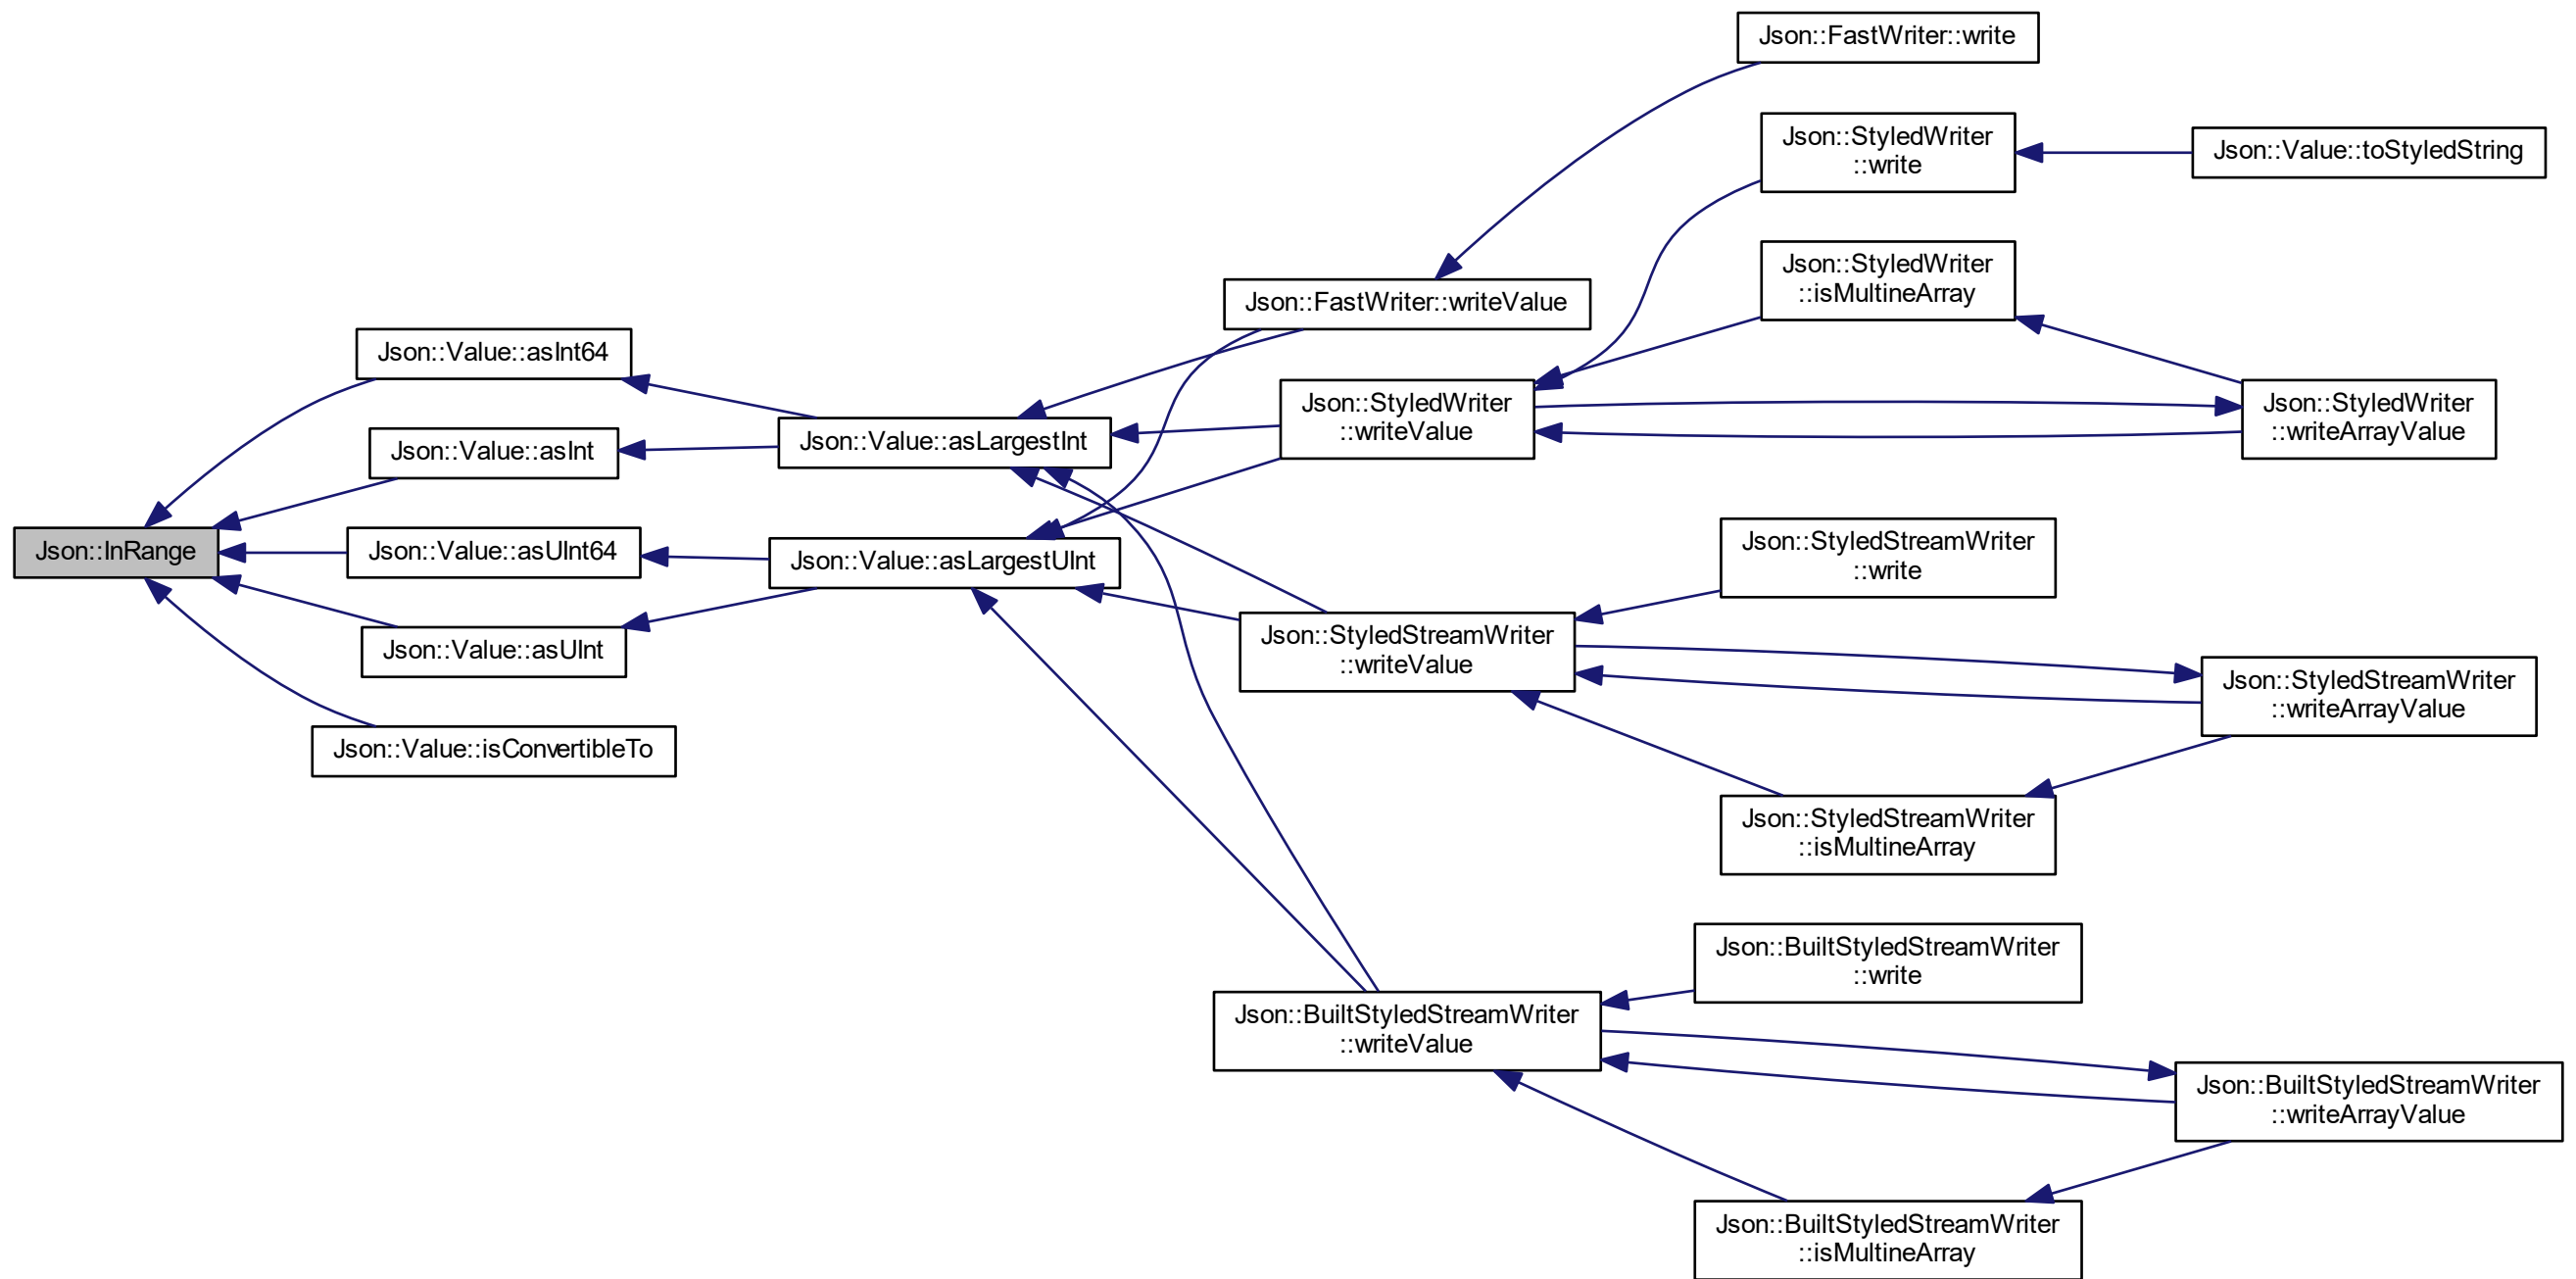 Json::FastWriter::write
Json::StyledWriter
::write
Json::Value::toStyledString
Json::StyledWriter
::isMultineArray
Json::FastWriter::writeValue
Json::Value::asInt64
Json::StyledWriter
::writeValue
Json::StyledWriter
::writeArrayValue
Json::Value::asInt
Json::Value::asLargestInt
Json::InRange
Json::Value::asUInt64
Json::Value::asLargestUInt
Json::StyledStreamWriter
::write
Json::Value::asUInt
Json::StyledStreamWriter
::writeValue
Json::StyledStreamWriter
::writeArrayValue
Json::Value::isConvertibleTo
Json::StyledStreamWriter
::isMultineArray
Json::BuiltStyledStreamWriter
::write
Json::BuiltStyledStreamWriter
::writeValue
Json::BuiltStyledStreamWriter
::writeArrayValue
Json::BuiltStyledStreamWriter
::isMultineArray